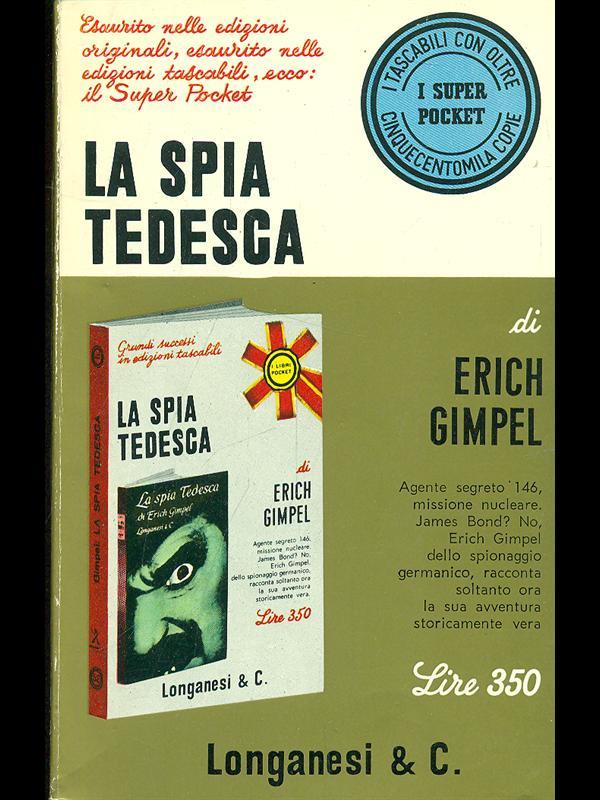 Esaurito nelle edizioni
originali, esaurito nelle
edizioni tascabili, ecco:
il Super Pocket
I TASCABILI CON OLTRE
I SUPER
POCKET
CINQUECENTOMILA COPIE
LA SPIA
TEDESCA
di
ERICH
GIMPEL
Agente segreto 146,
missione nucleare.
James Bond? No,
Erich Gimpel
dello spionaggio
germanico, racconta
soltanto ora
la sua avventura
storicamente vera
Lire 350
Grandi successi
in edizioni tascabili
I LIBRI
POCKET
LA SPIA
TEDESCA
di
ERICH
GIMPEL
Agente segreto 146,
missione nucleare.
James Bond? No,
Erich Gimpel,
dello spionaggio germanico,
racconta soltanto ora
la sua avventura
storicamente vera.
Lire 350
La spia Tedesca
di Erich Gimpel
Longanesi & C.
Gimpel: LA SPIA TEDESCA
Longanesi & C.
Longanesi & C.